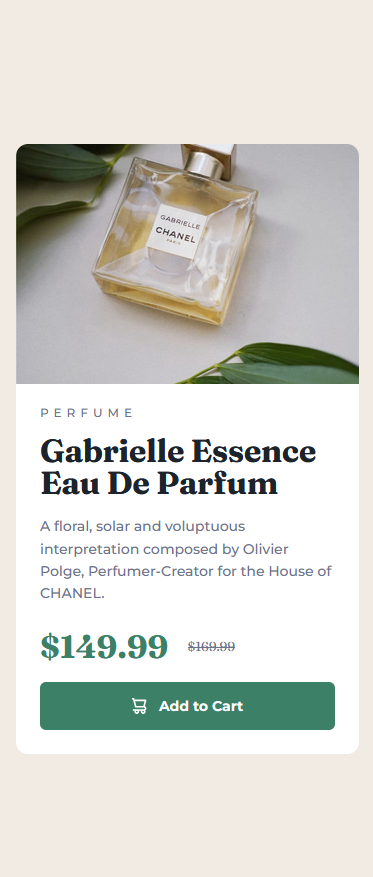 GABRIELLE
CHANEL
PARIS
PERFUME
Gabrielle Essence
Eau De Parfum
A floral, solar and voluptuous
interpretation composed by Olivier
Polge, Perfumer-Creator for the House of
CHANEL.
$149.99 $169.99
Add to Cart